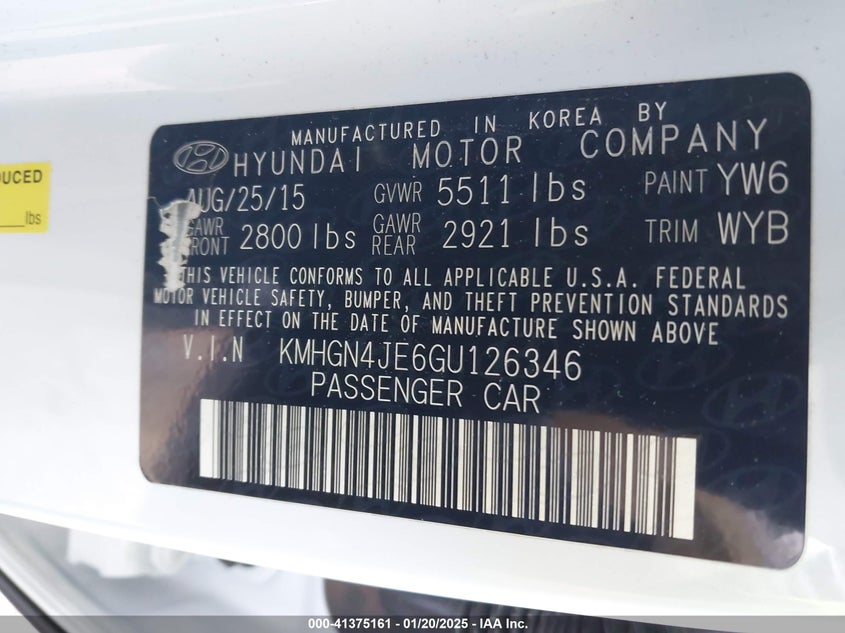 MANUFACTURED IN KOREA BY
HYUNDAI MOTOR COMPANY
AUG/25/15 GVWR 5511 lbs PAINT YW6
GAWR FRONT 2800 lbs GAWR REAR 2921 lbs TRIM WYB
THIS VEHICLE CONFORMS TO ALL APPLICABLE U.S.A. FEDERAL
MOTOR VEHICLE SAFETY, BUMPER, AND THEFT PREVENTION STANDARDS
IN EFFECT ON THE DATE OF MANUFACTURE SHOWN ABOVE
V.I.N KMHGN4JE6GU126346
PASSENGER CAR
UCED
lbs
000-41375161 - 01/20/2025 - IAA Inc.